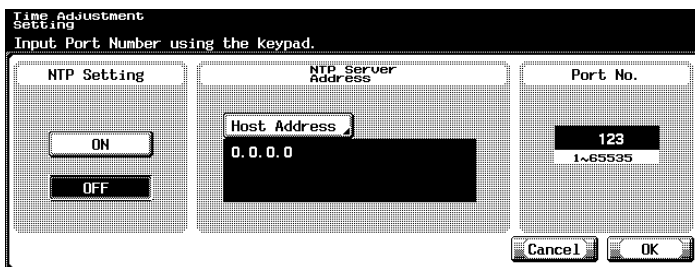 Time Adjustment
Setting
Input Port Number using the keypad.
NTP Setting
NTP Server
Address
Port No.
ON
OFF
Host Address
0.0.0.0
123
1~65535
Cancel
OK